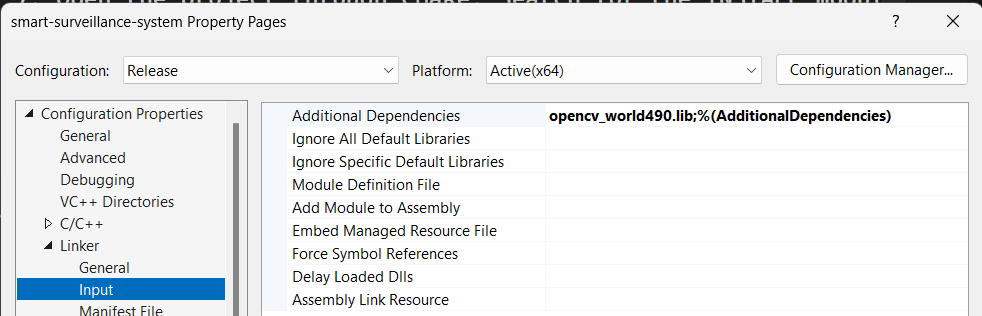 smart-surveillance-system Property Pages ?
Configuration: Release Platform: Active(x64) Configuration Manager...
Configuration Properties
General
Advanced
Debugging
VC++ Directories
C/C++
Linker
General
Input
Manifest File
Additional Dependencies opencv_world490.lib;%(AdditionalDependencies)
Ignore All Default Libraries
Ignore Specific Default Libraries
Module Definition File
Add Module to Assembly
Embed Managed Resource File
Force Symbol References
Delay Loaded Dlls
Assembly Link Resource